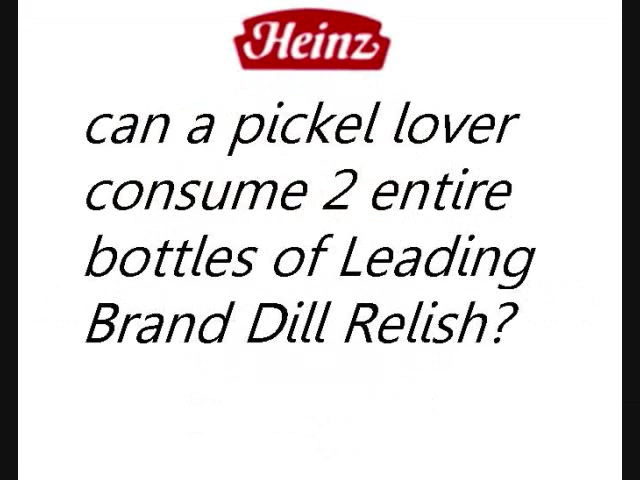 Heinz
can a pickel lover
consume 2 entire
bottles of Leading
Brand Dill Relish?